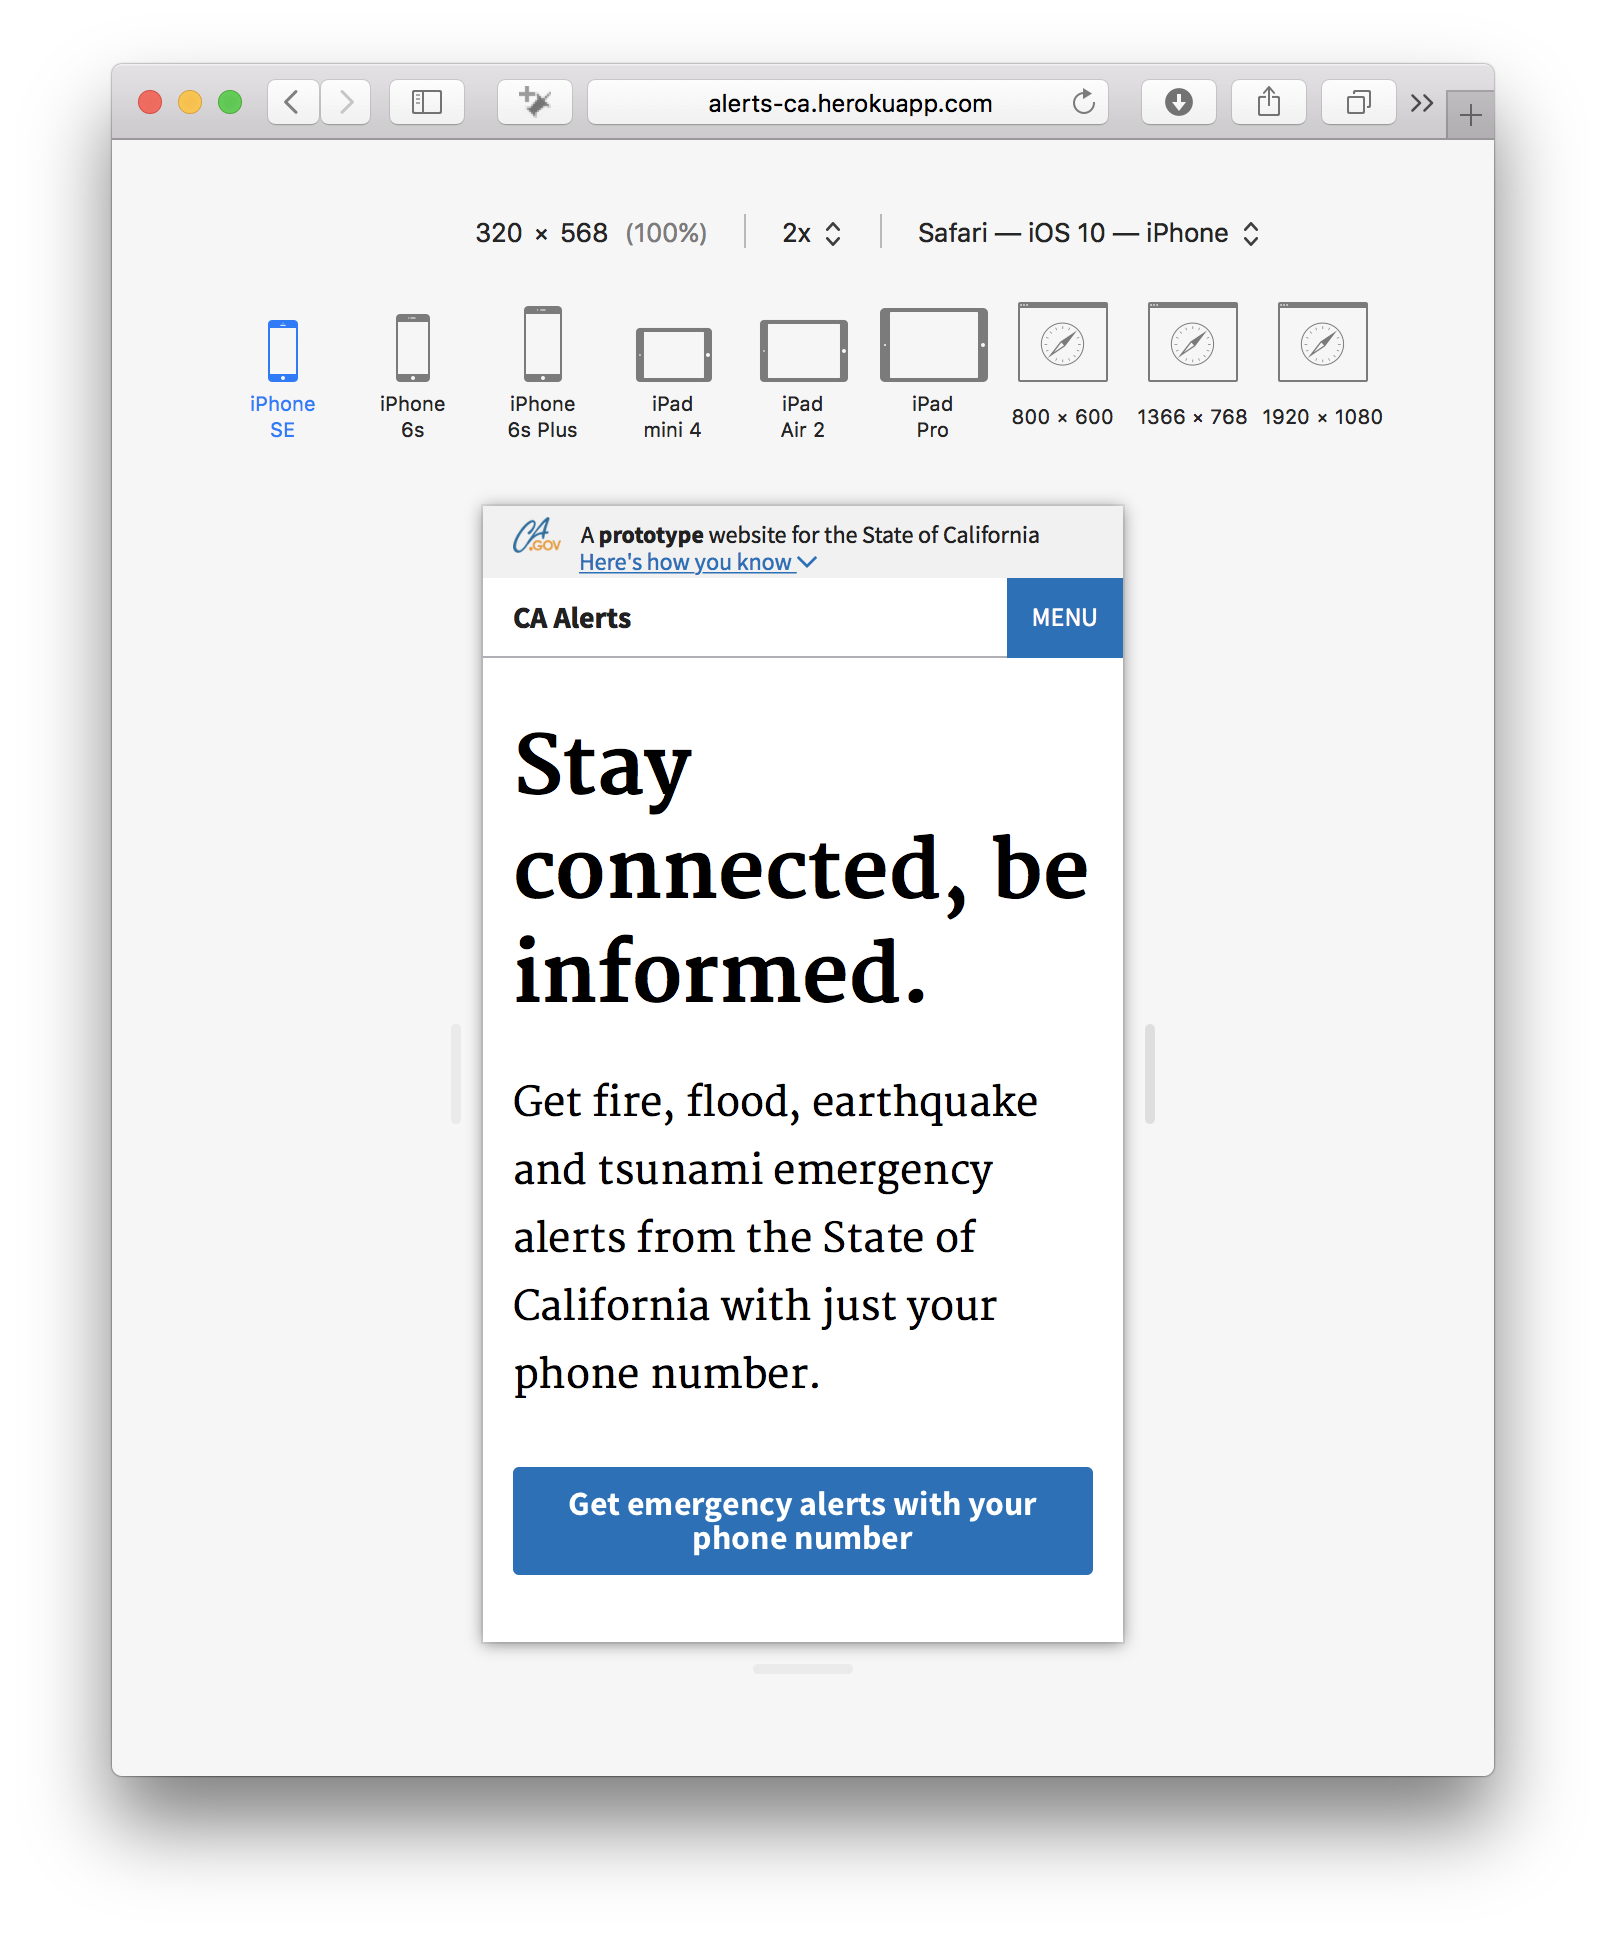 alerts-ca.herokuapp.com
320 × 568 (100%) 2x Safari — iOS 10 — iPhone
iPhone SE
iPhone 6s
iPhone 6s Plus
iPad mini 4
iPad Air 2
iPad Pro
800 × 600
1366 × 768
1920 × 1080
CA.GOV
A prototype website for the State of California
Here's how you know
CA Alerts
MENU
Stay
connected, be
informed.
Get fire, flood, earthquake
and tsunami emergency
alerts from the State of
California with just your
phone number.
Get emergency alerts with your
phone number